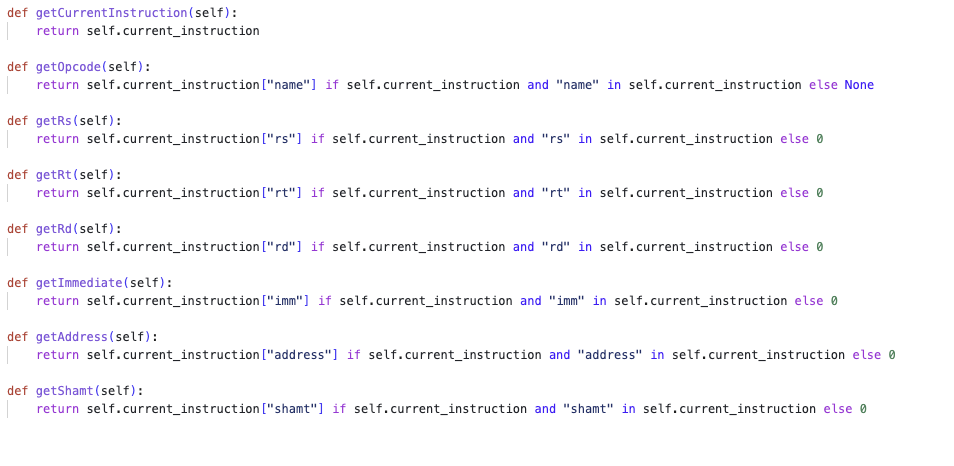 def getCurrentInstruction(self):
    return self.current_instruction

def getOpcode(self):
    return self.current_instruction["name"] if self.current_instruction and "name" in self.current_instruction else None

def getRs(self):
    return self.current_instruction["rs"] if self.current_instruction and "rs" in self.current_instruction else 0

def getRt(self):
    return self.current_instruction["rt"] if self.current_instruction and "rt" in self.current_instruction else 0

def getRd(self):
    return self.current_instruction["rd"] if self.current_instruction and "rd" in self.current_instruction else 0

def getImmediate(self):
    return self.current_instruction["imm"] if self.current_instruction and "imm" in self.current_instruction else 0

def getAddress(self):
    return self.current_instruction["address"] if self.current_instruction and "address" in self.current_instruction else 0

def getShamt(self):
    return self.current_instruction["shamt"] if self.current_instruction and "shamt" in self.current_instruction else 0